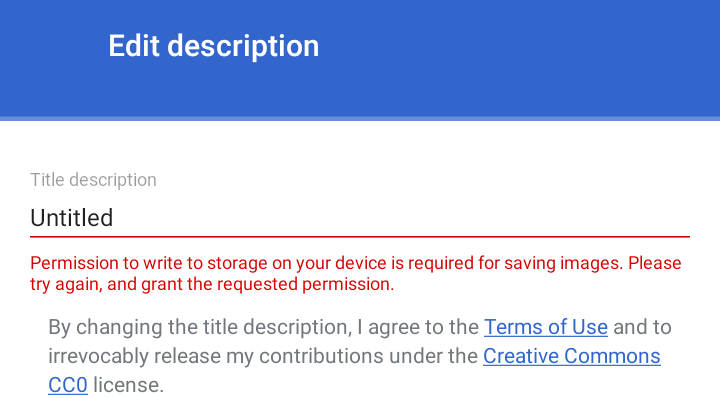 Edit description
Title description
Untitled
Permission to write to storage on your device is required for saving images. Please
try again, and grant the requested permission.
By changing the title description, I agree to the Terms of Use and to
irrevocably release my contributions under the Creative Commons
CC0 license.